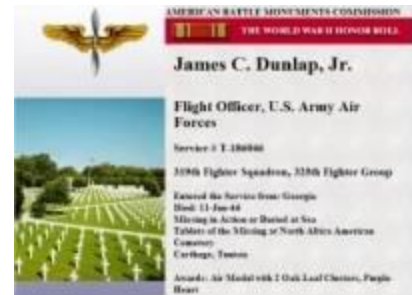 AMERICAN BATTLE MONUMENTS COMMISSION
THE WORLD WAR II HONOR ROLL
James C. Dunlap, Jr.
Flight Officer, U.S. Army Air
Forces
Service #
319th Fighter Squadron, 325th Fighter Group
Entered the Service from: Georgia
Died: 11-Jun-44
Missing in Action or Buried at Sea
Tablets of the Missing at North Africa American
Cemetery
Carthage, Tunisia
Awards: Air Medal with 2 Oak Leaf Clusters, Purple
Heart